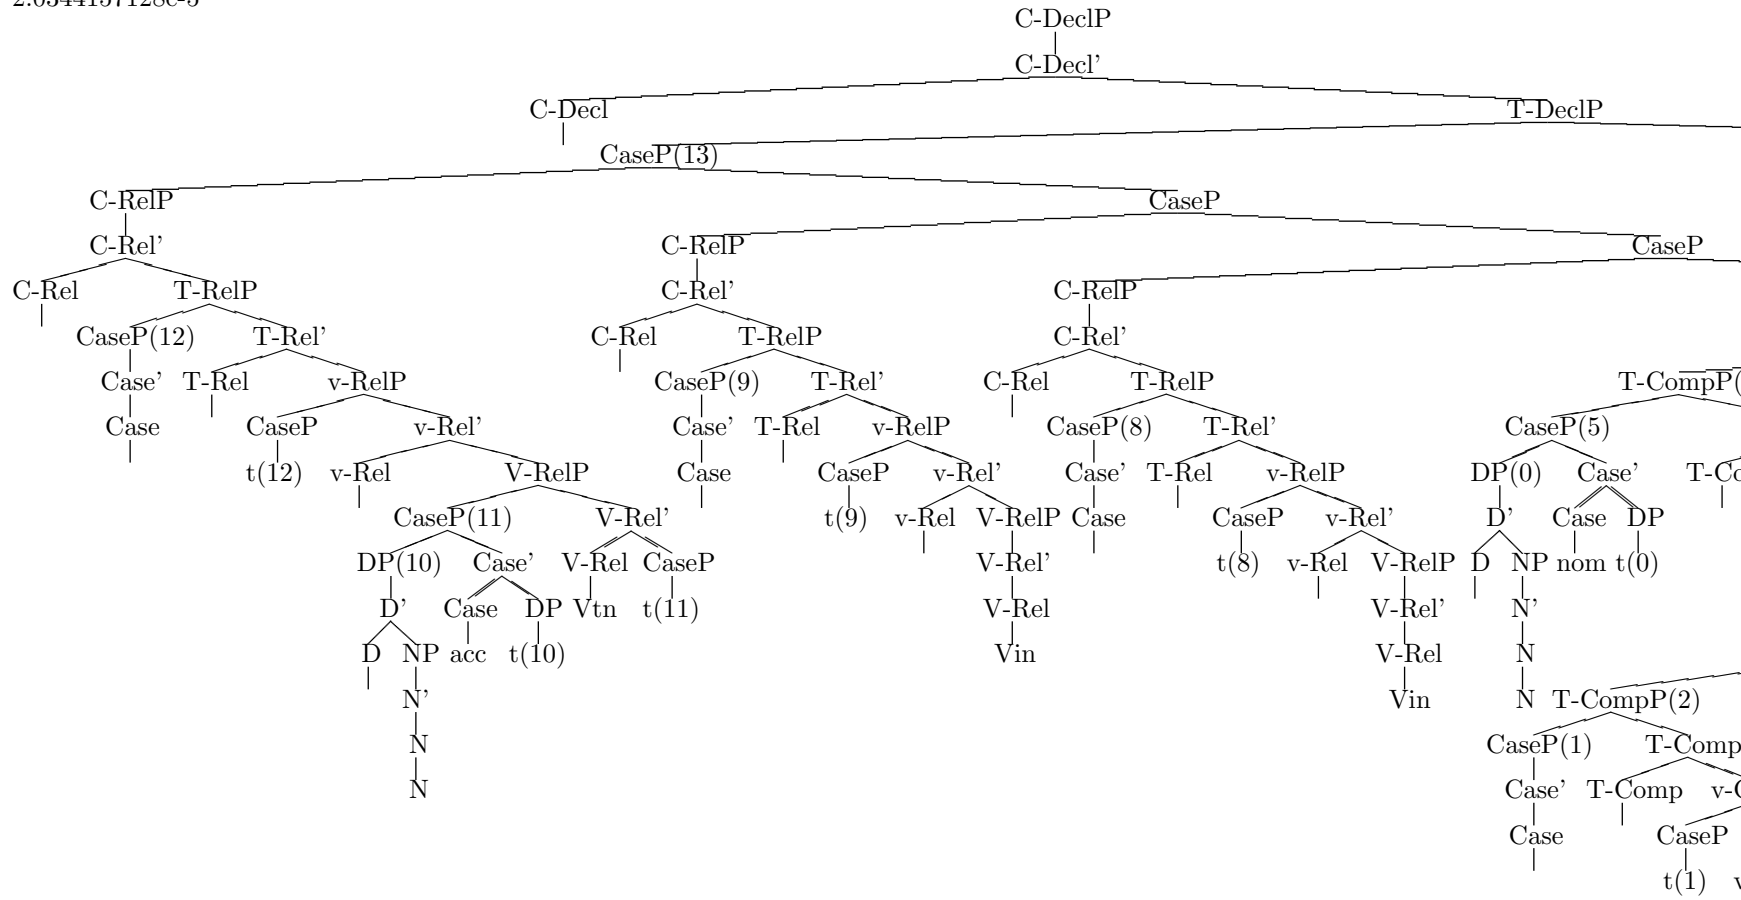 C-DeclP
C-Decl'
C-Decl T-DeclP
CaseP(13)
C-RelP CaseP
C-Rel' C-RelP CaseP
C-Rel T-RelP C-Rel' C-RelP
CaseP(12) T-Rel' C-Rel T-RelP C-Rel'
Case' T-Rel v-RelP CaseP(9) T-Rel' C-Rel T-RelP T-CompP(
Case CaseP v-Rel' Case' T-Rel v-RelP CaseP(8) T-Rel' CaseP(5)
t(12) v-Rel V-RelP Case CaseP v-Rel' Case' T-Rel v-RelP DP(0) Case'
CaseP(11) V-Rel' t(9) v-Rel V-RelP Case CaseP v-Rel' D' Case DP
DP(10) Case' V-Rel CaseP V-Rel' t(8) v-Rel V-RelP D NP nom t(0)
D' Case DP Vtn t(11) V-Rel V-Rel' N'
D NP acc t(10) Vin V-Rel N
N' Vin N T-CompP(2)
N CaseP(1) T-Comp
N Case' T-Comp
Case CaseP
t(1)